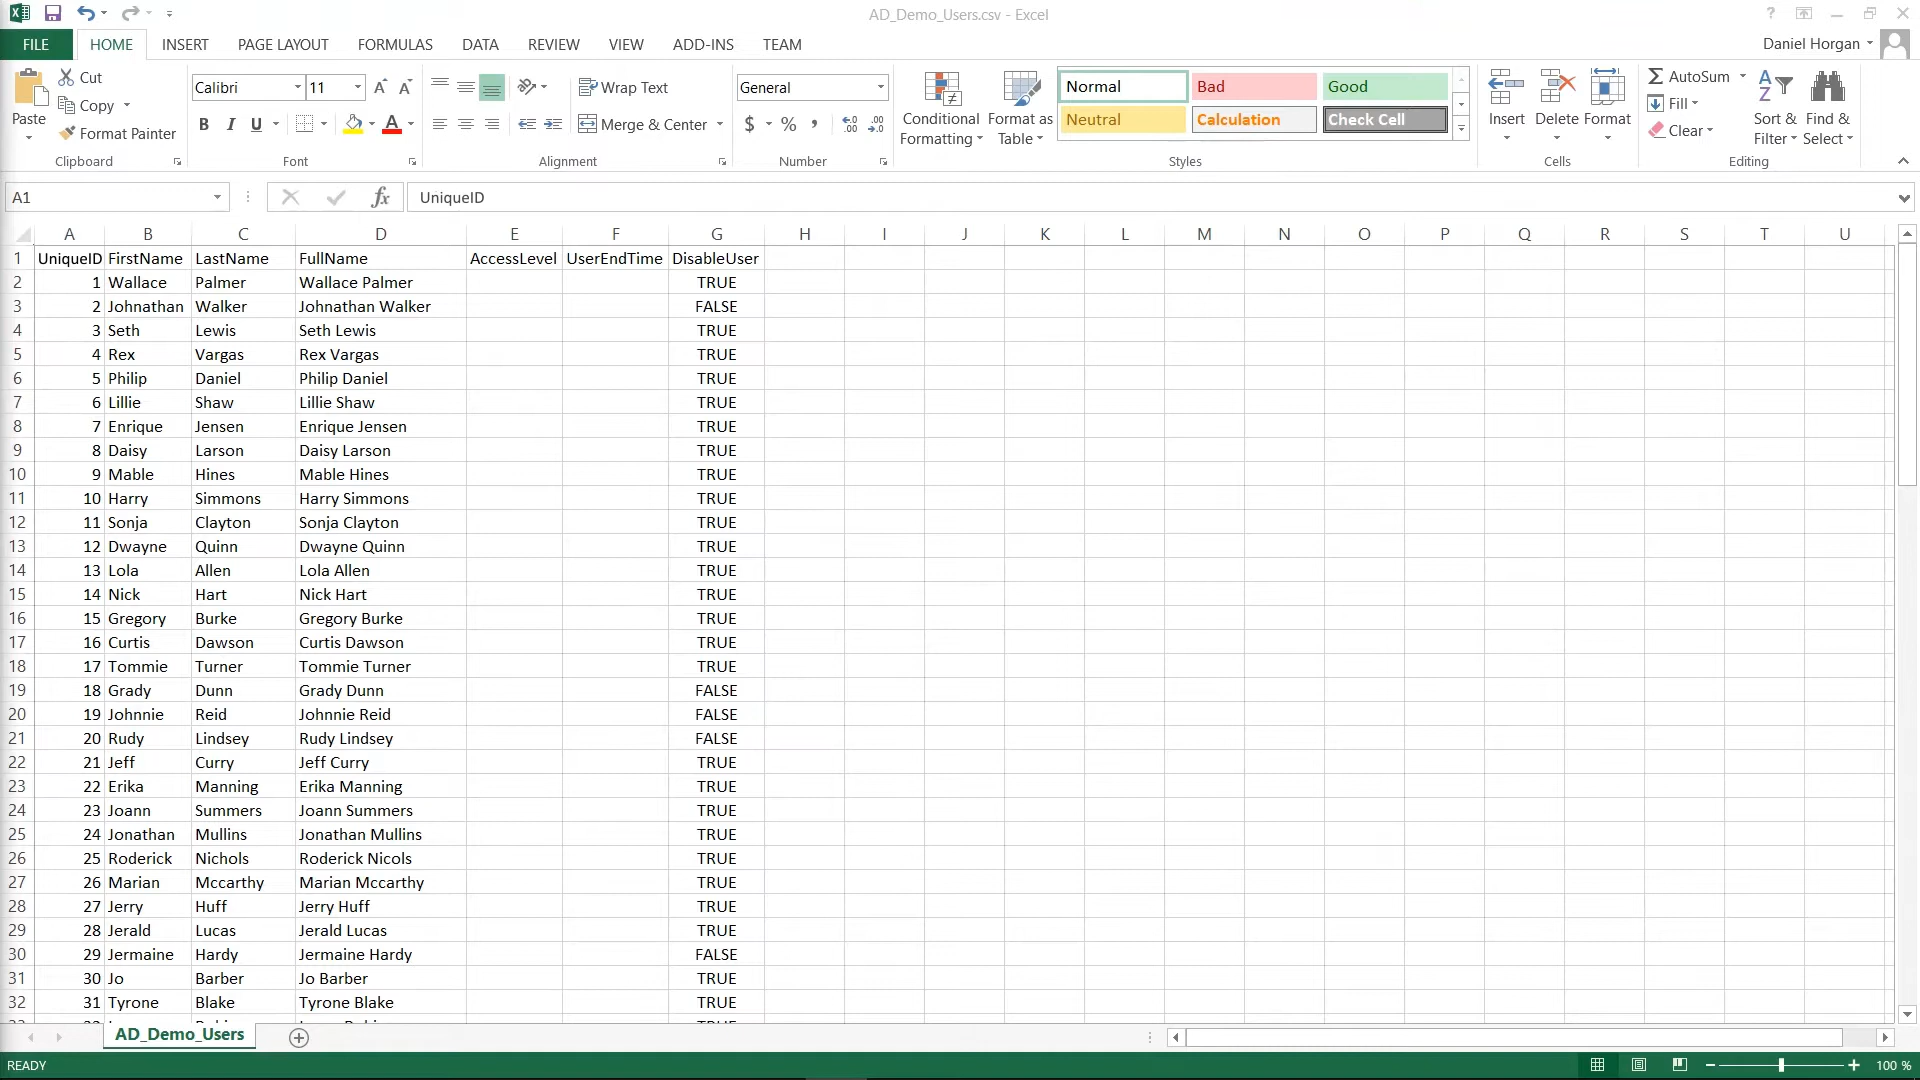 AD_Demo_Users.csv - Excel
FILE HOME INSERT PAGE LAYOUT FORMULAS DATA REVIEW VIEW ADD-INS TEAM Daniel Horgan
Paste Cut Copy Format Painter Clipboard
Calibri 11 B I U A Font
Wrap Text Merge & Center Alignment
General $ % , Number
Conditional Formatting Format as Table
Normal Bad Good
Neutral Calculation Check Cell
Styles
Insert Delete Format Cells
AutoSum Fill Clear Sort & Filter Find & Select Editing
A1 fx UniqueID
A B C D E F G H I J K L M N O P Q R S T U
1 UniqueID FirstName LastName FullName AccessLevel UserEndTime DisableUser
2 1 Wallace Palmer Wallace Palmer TRUE
3 2 Johnathan Walker Johnathan Walker FALSE
4 3 Seth Lewis Seth Lewis TRUE
5 4 Rex Vargas Rex Vargas TRUE
6 5 Philip Daniel Philip Daniel TRUE
7 6 Lillie Shaw Lillie Shaw TRUE
8 7 Enrique Jensen Enrique Jensen TRUE
9 8 Daisy Larson Daisy Larson TRUE
10 9 Mable Hines Mable Hines TRUE
11 10 Harry Simmons Harry Simmons TRUE
12 11 Sonja Clayton Sonja Clayton TRUE
13 12 Dwayne Quinn Dwayne Quinn TRUE
14 13 Lola Allen Lola Allen TRUE
15 14 Nick Hart Nick Hart TRUE
16 15 Gregory Burke Gregory Burke TRUE
17 16 Curtis Dawson Curtis Dawson TRUE
18 17 Tommie Turner Tommie Turner TRUE
19 18 Grady Dunn Grady Dunn FALSE
20 19 Johnnie Reid Johnnie Reid FALSE
21 20 Rudy Lindsey Rudy Lindsey FALSE
22 21 Jeff Curry Jeff Curry TRUE
23 22 Erika Manning Erika Manning TRUE
24 23 Joann Summers Joann Summers TRUE
25 24 Jonathan Mullins Jonathan Mullins TRUE
26 25 Roderick Nichols Roderick Nicols TRUE
27 26 Marian Mccarthy Marian Mccarthy TRUE
28 27 Jerry Huff Jerry Huff TRUE
29 28 Jerald Lucas Jerald Lucas TRUE
30 29 Jermaine Hardy Jermaine Hardy FALSE
31 30 Jo Barber Jo Barber TRUE
32 31 Tyrone Blake Tyrone Blake TRUE
AD_Demo_Users
READY 100 %